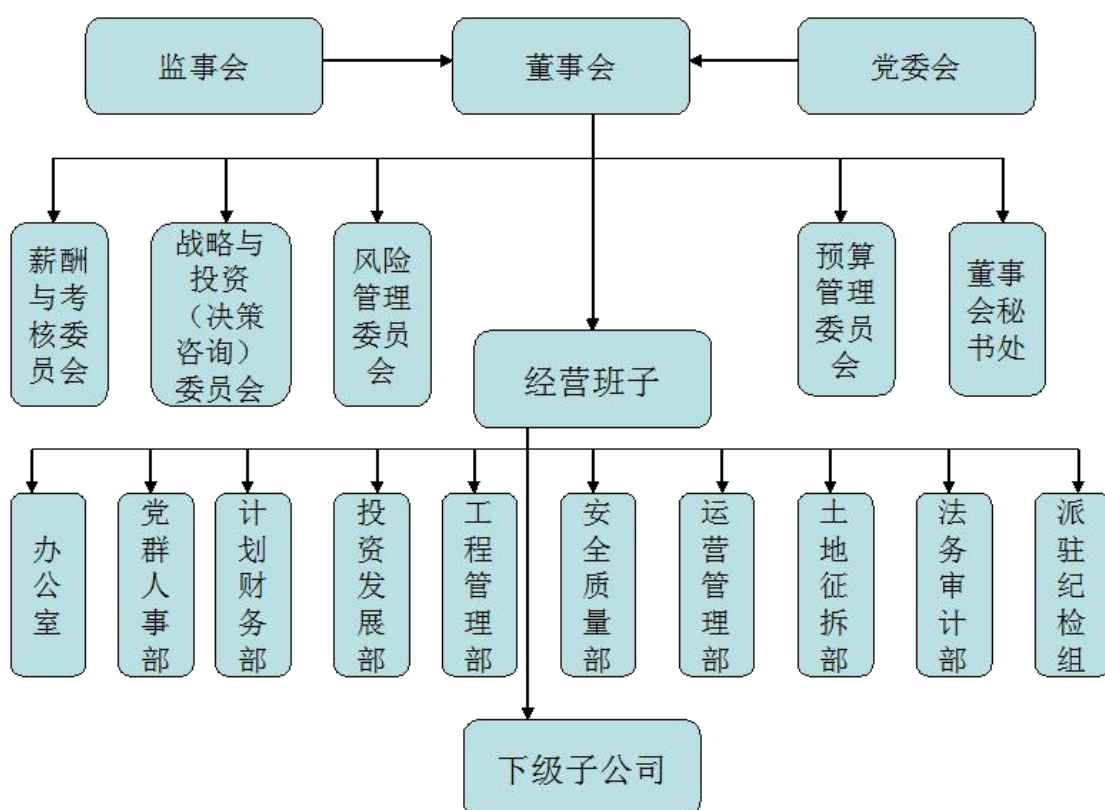 监事会
董事会
党委会
薪酬
与考
核委
员会
战略与
投资
（决策
咨询）
委员会
风险
管理
委员
会
预算
管理
委员
会
董事
会秘
书处
经营班子
办
公
室
党
群
人
事
部
计
划
财
务
部
投
资
发
展
部
工
程
管
理
部
安
全
质
量
部
运
营
管
理
部
土
地
征
拆
部
法
务
审
计
部
派
驻
纪
检
组
下级子公司